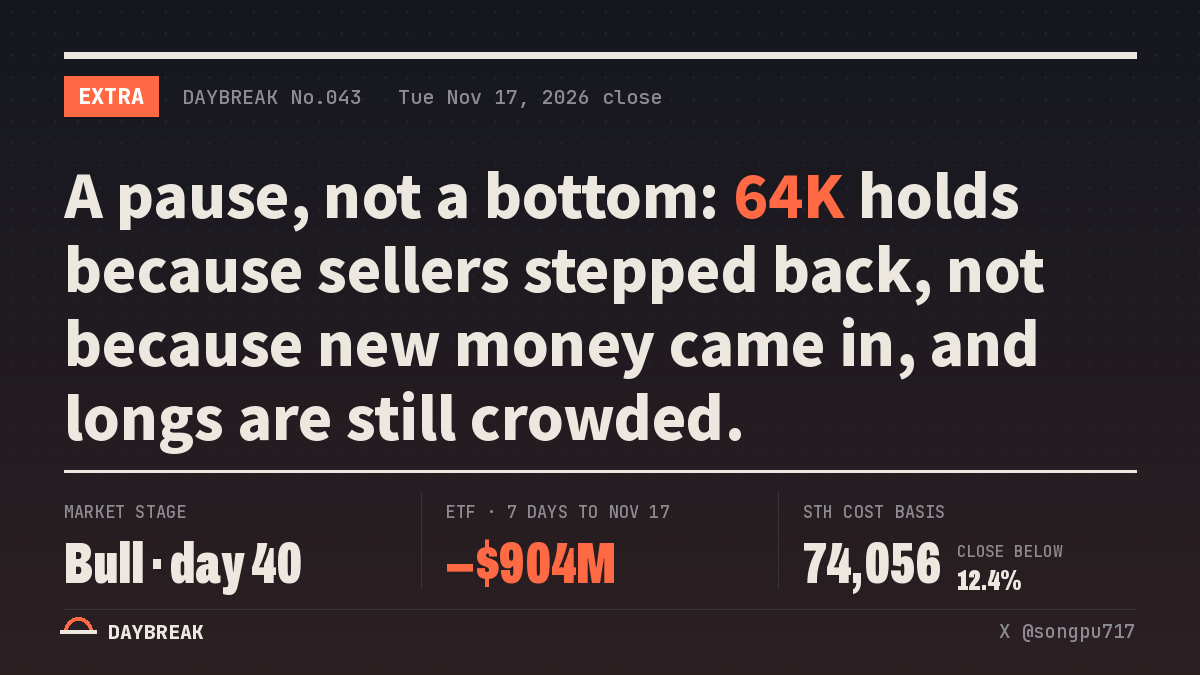 EXTRA DAYBREAK No.043 Tue Nov 17, 2026 close
A pause, not a bottom: 64K holds
because sellers stepped back, not
because new money came in, and
longs are still crowded.
MARKET STAGE
Bull · day 40
ETF · 7 DAYS TO NOV 17
–$904M
STH COST BASIS
74,056
CLOSE BELOW
12.4%
DAYBREAK
X @songpu717